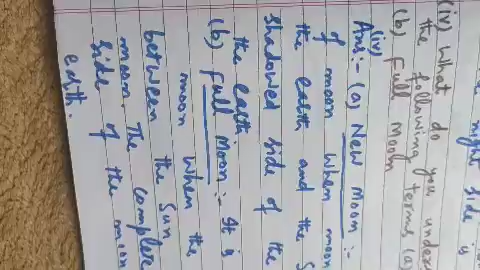 e night side is
(iv) What do you under
the following terms (a)
(b) Full Moon
(iv)
Ans:- (a) New Moon :-
of moon when moon
the earth and the S
shadowed side of the
the earth
(b) Full Moon :- It is
moon when the
between the Sun
moon. The complete
side of the moon
earth.